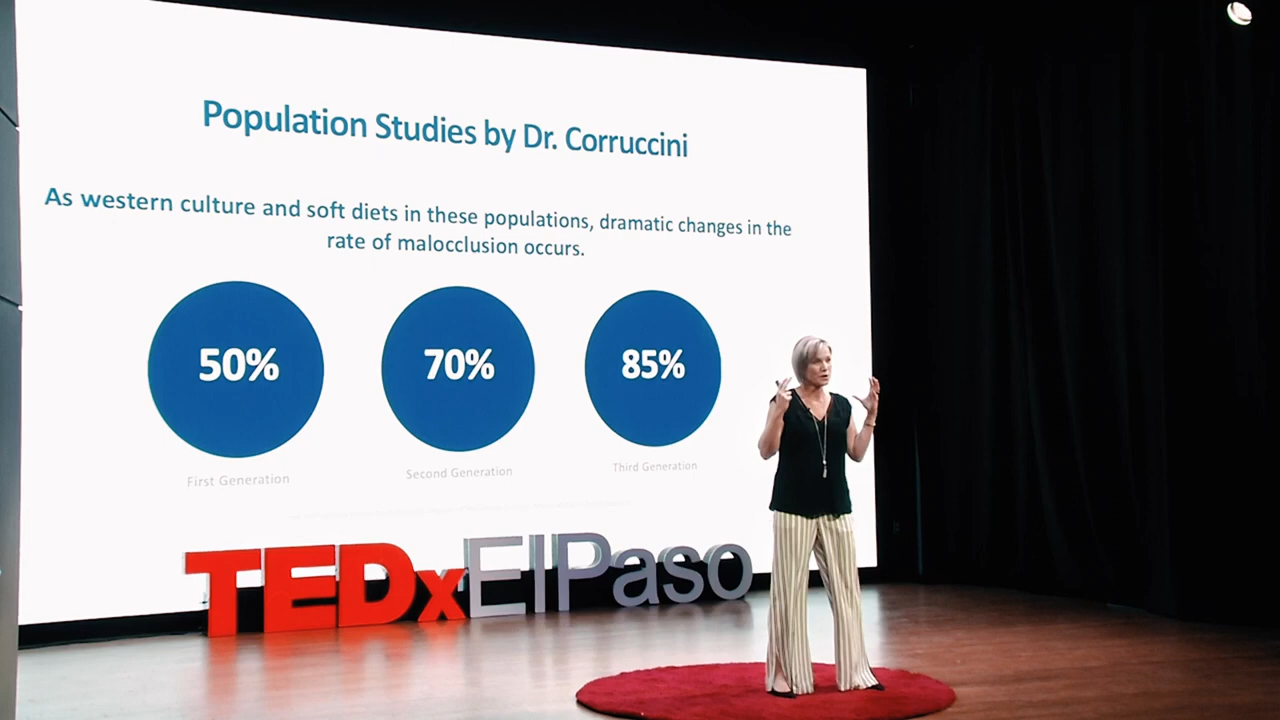 Population Studies by Dr. Corruccini
As western culture and soft diets in these populations, dramatic changes in the
rate of malocclusion occurs.
50%
70%
85%
First Generation
Second Generation
Third Generation
TEDxElPaso